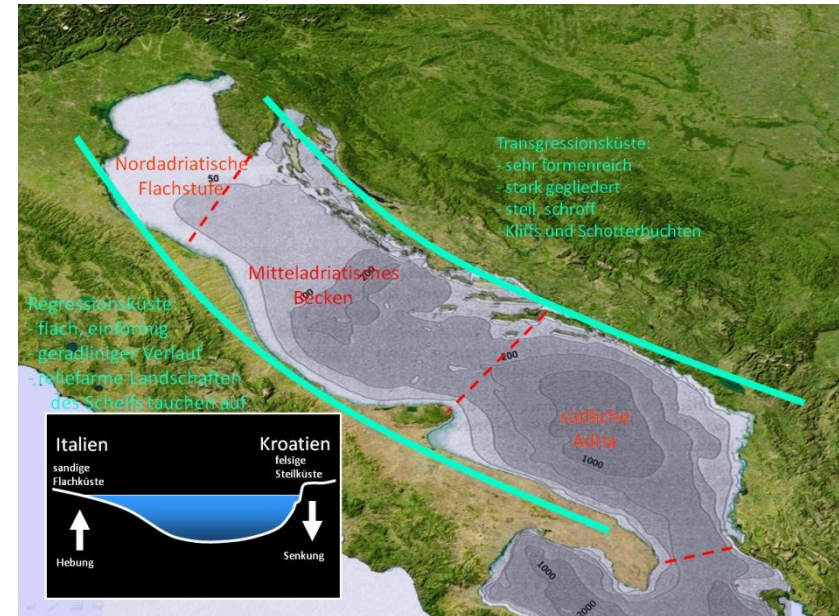 Nordadriatische
Flachstufe
50
Transgressionsküste:
- sehr formenreich
- stark gegliedert
- steil, schroff
- Kliffs und Schotterbuchten
Mitteladriatisches
Becken
200
Regressionsküste:
- flach, einförmig
- geradliniger Verlauf
- reliefarme Landschaften
des Schelfs tauchen auf
200
südliche
Adria
1000
Italien
Kroatien
sandige
Flachküste
felsige
Steilküste
Hebung
Senkung
1000
2000